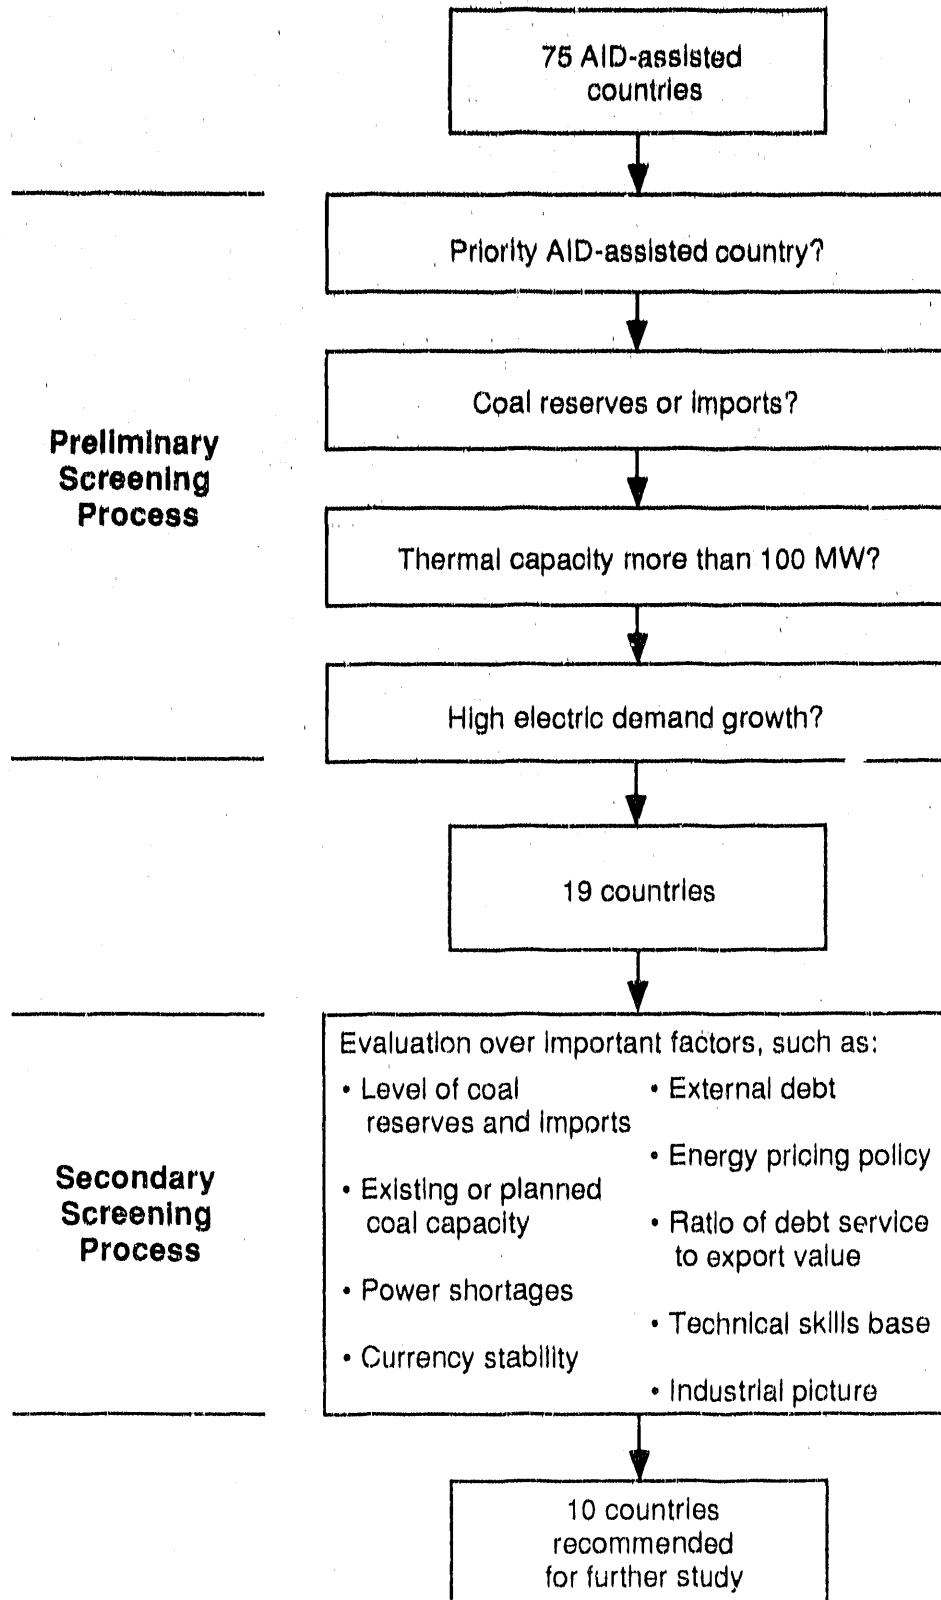 75 AID-assisted
countries
Priority AID-assisted country?
Coal reserves or imports?
Preliminary
Screening
Process
Thermal capacity more than 100 MW?
High electric demand growth?
19 countries
Evaluation over important factors, such as:
• Level of coal
reserves and imports
• Existing or planned
coal capacity
• Power shortages
• Currency stability
• External debt
• Energy pricing policy
• Ratio of debt service
to export value
• Technical skills base
• Industrial picture
Secondary
Screening
Process
10 countries
recommended
for further study